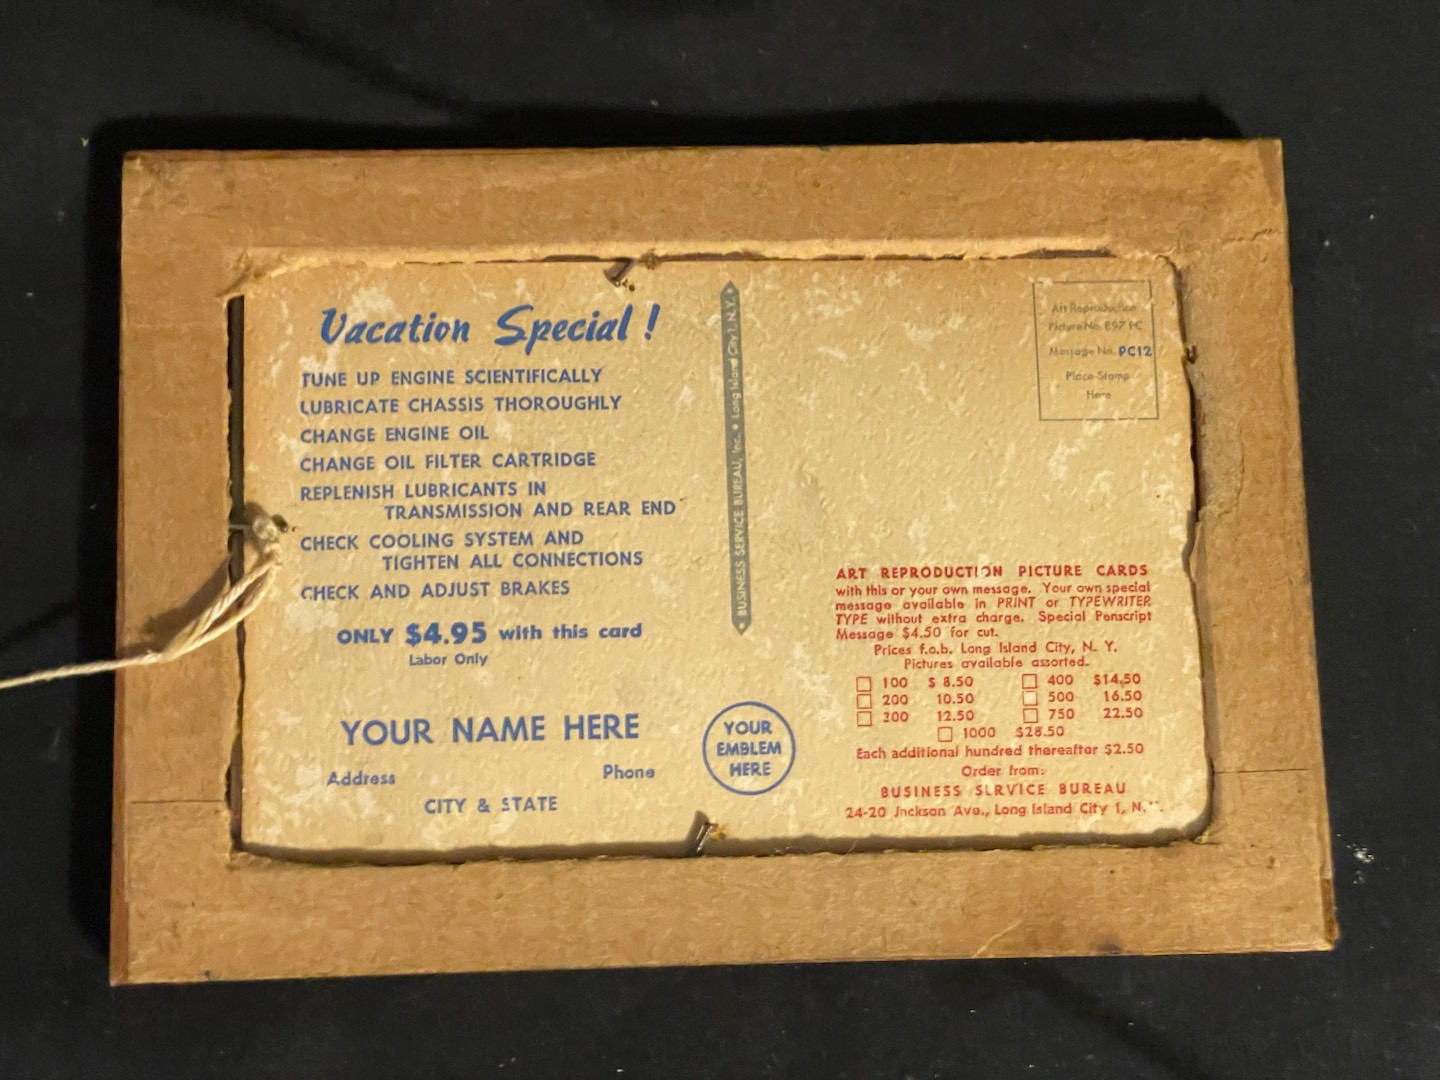 Vacation Special !
TUNE UP ENGINE SCIENTIFICALLY
LUBRICATE CHASSIS THOROUGHLY
CHANGE ENGINE OIL
CHANGE OIL FILTER CARTRIDGE
REPLENISH LUBRICANTS IN
TRANSMISSION AND REAR END
CHECK COOLING SYSTEM AND
TIGHTEN ALL CONNECTIONS
CHECK AND ADJUST BRAKES
ONLY $4.95 with this card
Labor Only
YOUR NAME HERE
Address Phone
CITY & STATE
YOUR
EMBLEM
HERE
• BUSINESS SERVICE BUREAU, Inc. • Long Island City 1, N.Y. •
Art Reproduction
Picture No. 897 PC
Message No. PC12
Place Stamp
Here
ART REPRODUCTION PICTURE CARDS
with this or your own message. Your own special
message available in PRINT or TYPEWRITER
TYPE without extra charge. Special Penscript
Message $4.50 for cut.
Prices f.o.b. Long Island City, N. Y.
Pictures available assorted.
100 $ 8.50 400 $14.50
200 10.50 500 16.50
300 12.50 750 22.50
1000 $28.50
Each additional hundred thereafter $2.50
Order from:
BUSINESS SERVICE BUREAU
24-20 Jackson Ave., Long Island City 1, N.